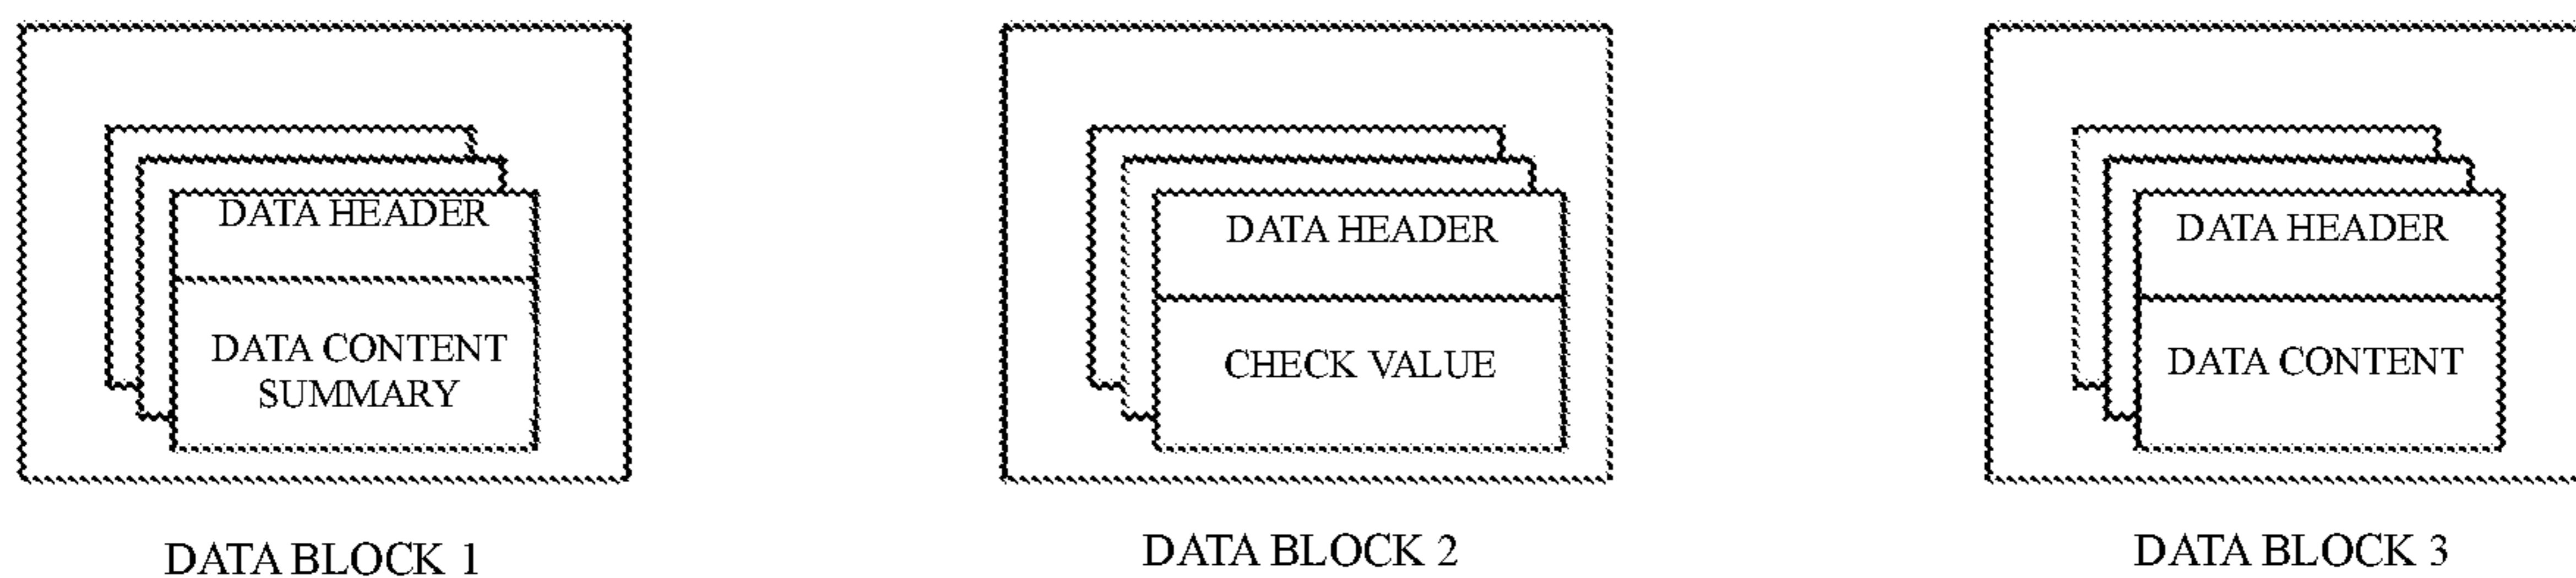 DATA HEADER
DATA CONTENT
SUMMARY
DATA BLOCK 1
DATA HEADER
CHECK VALUE
DATA BLOCK 2
DATA HEADER
DATA CONTENT
DATA BLOCK 3